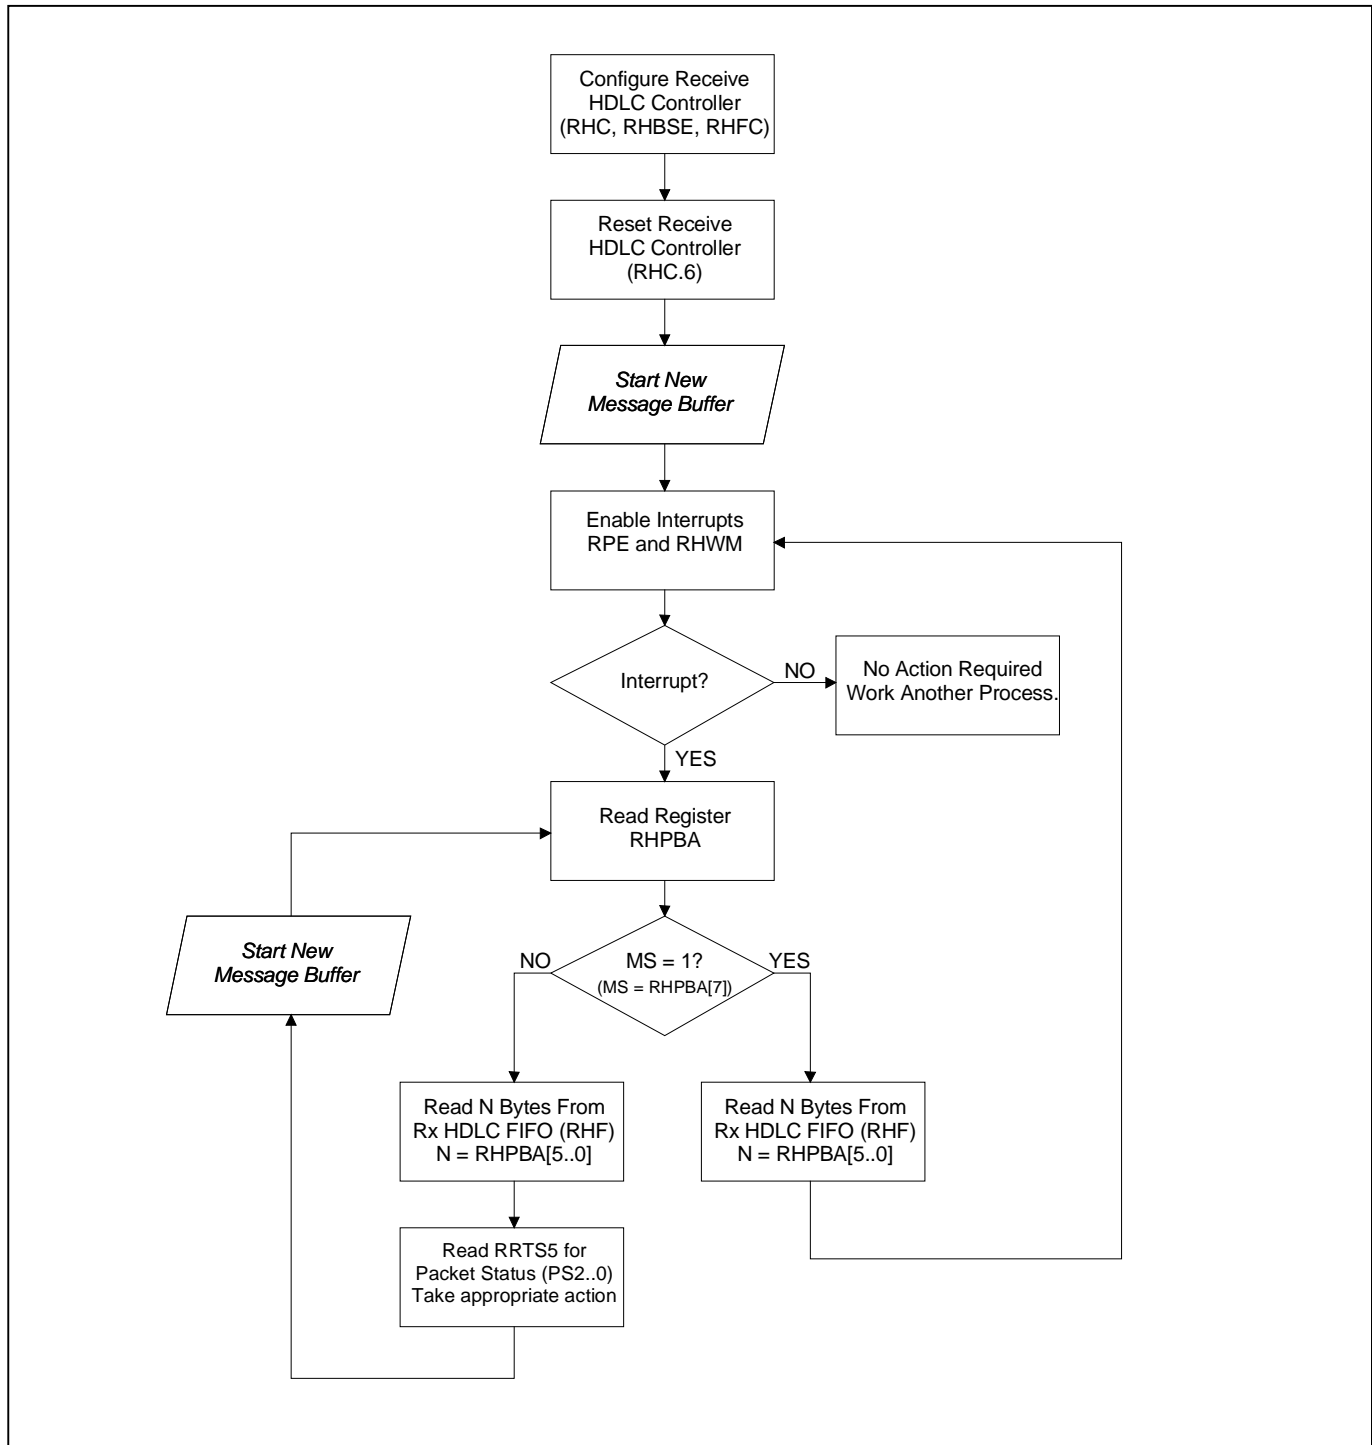 Configure Receive
HDLC Controller
(RHC, RHBSE, RHFC)
Reset Receive
HDLC Controller
(RHC.6)
Start New
Message Buffer
Enable Interrupts
RPE and RHWM
Interrupt?
NO
No Action Required
Work Another Process.
YES
Read Register
RHPBA
Start New
Message Buffer
NO
MS = 1?
(MS = RHPBA[7])
YES
Read N Bytes From
Rx HDLC FIFO (RHF)
N = RHPBA[5..0]
Read N Bytes From
Rx HDLC FIFO (RHF)
N = RHPBA[5..0]
Read RRTS5 for
Packet Status (PS2..0)
Take appropriate action